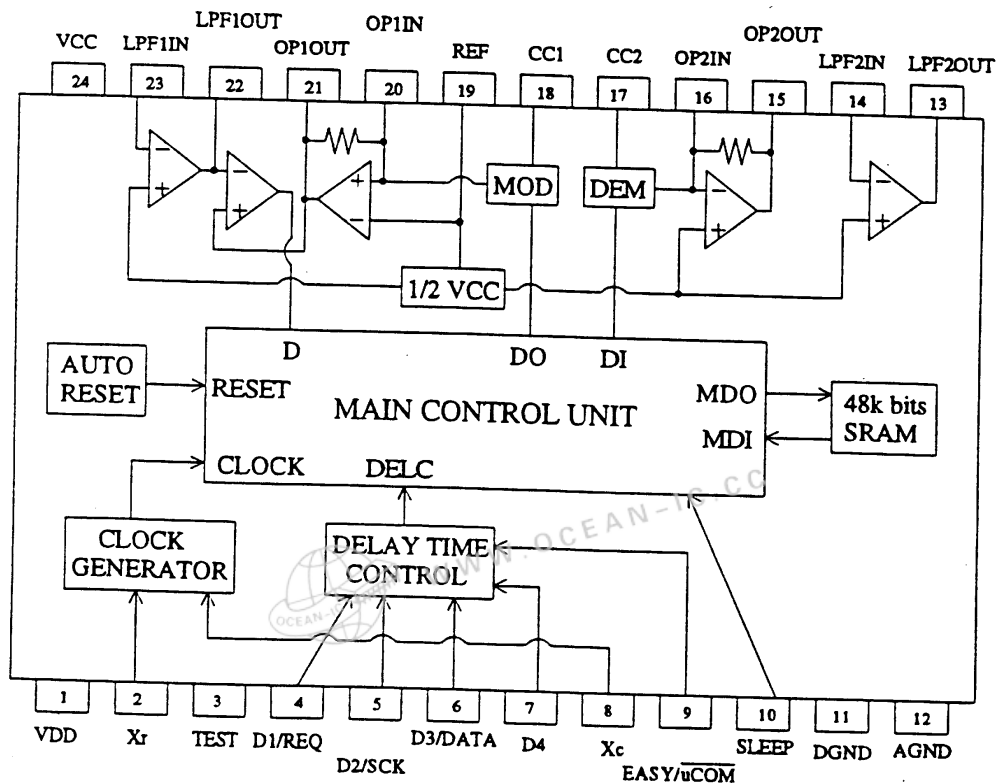 LPF1OUT OP1IN OP2OUT
VCC LPF1IN OP1OUT REF CC1 CC2 OP2IN LPF2IN LPF2OUT
24 23 22 21 20 19 18 17 16 15 14 13
- + - + + - MOD DEM - + - +
1/2 VCC
D DO DI
AUTO RESET
RESET
MAIN CONTROL UNIT
MDO
MDI
48k bits
SRAM
CLOCK DELC
CLOCK
GENERATOR
DELAY TIME
CONTROL
WWW.OCEAN-IC.CC
OCEAN-IC
1 2 3 4 5 6 7 8 9 10 11 12
VDD Xr TEST D1/REQ D3/DATA D4 Xc SLEEP DGND AGND
D2/SCK EASY/uCOM